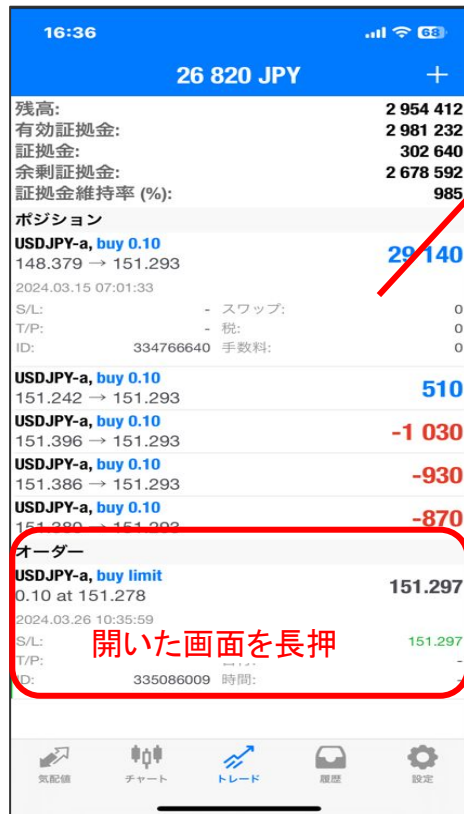 16:36
68
26 820 JPY
残高: 2 954 412
有効証拠金: 2 981 232
証拠金: 302 640
余剰証拠金: 2 678 592
証拠金維持率 (%): 985
ポジション
USDJPY-a, buy 0.10
148.379 → 151.293 29 140
2024.03.15 07:01:33
S/L: - スワップ: 0
T/P: - 税: 0
ID: 334766640 手数料: 0
USDJPY-a, buy 0.10
151.242 → 151.293 510
USDJPY-a, buy 0.10
151.396 → 151.293 -1 030
USDJPY-a, buy 0.10
151.386 → 151.293 -930
USDJPY-a, buy 0.10
151.380 → 151.293 -870
オーダー
USDJPY-a, buy limit
0.10 at 151.278 151.297
2024.03.26 10:35:59
開いた画面を長押
S/L: 151.297
T/P: -
ID: 335086009 時間: -
気配値 チャート トレード 履歴 設定